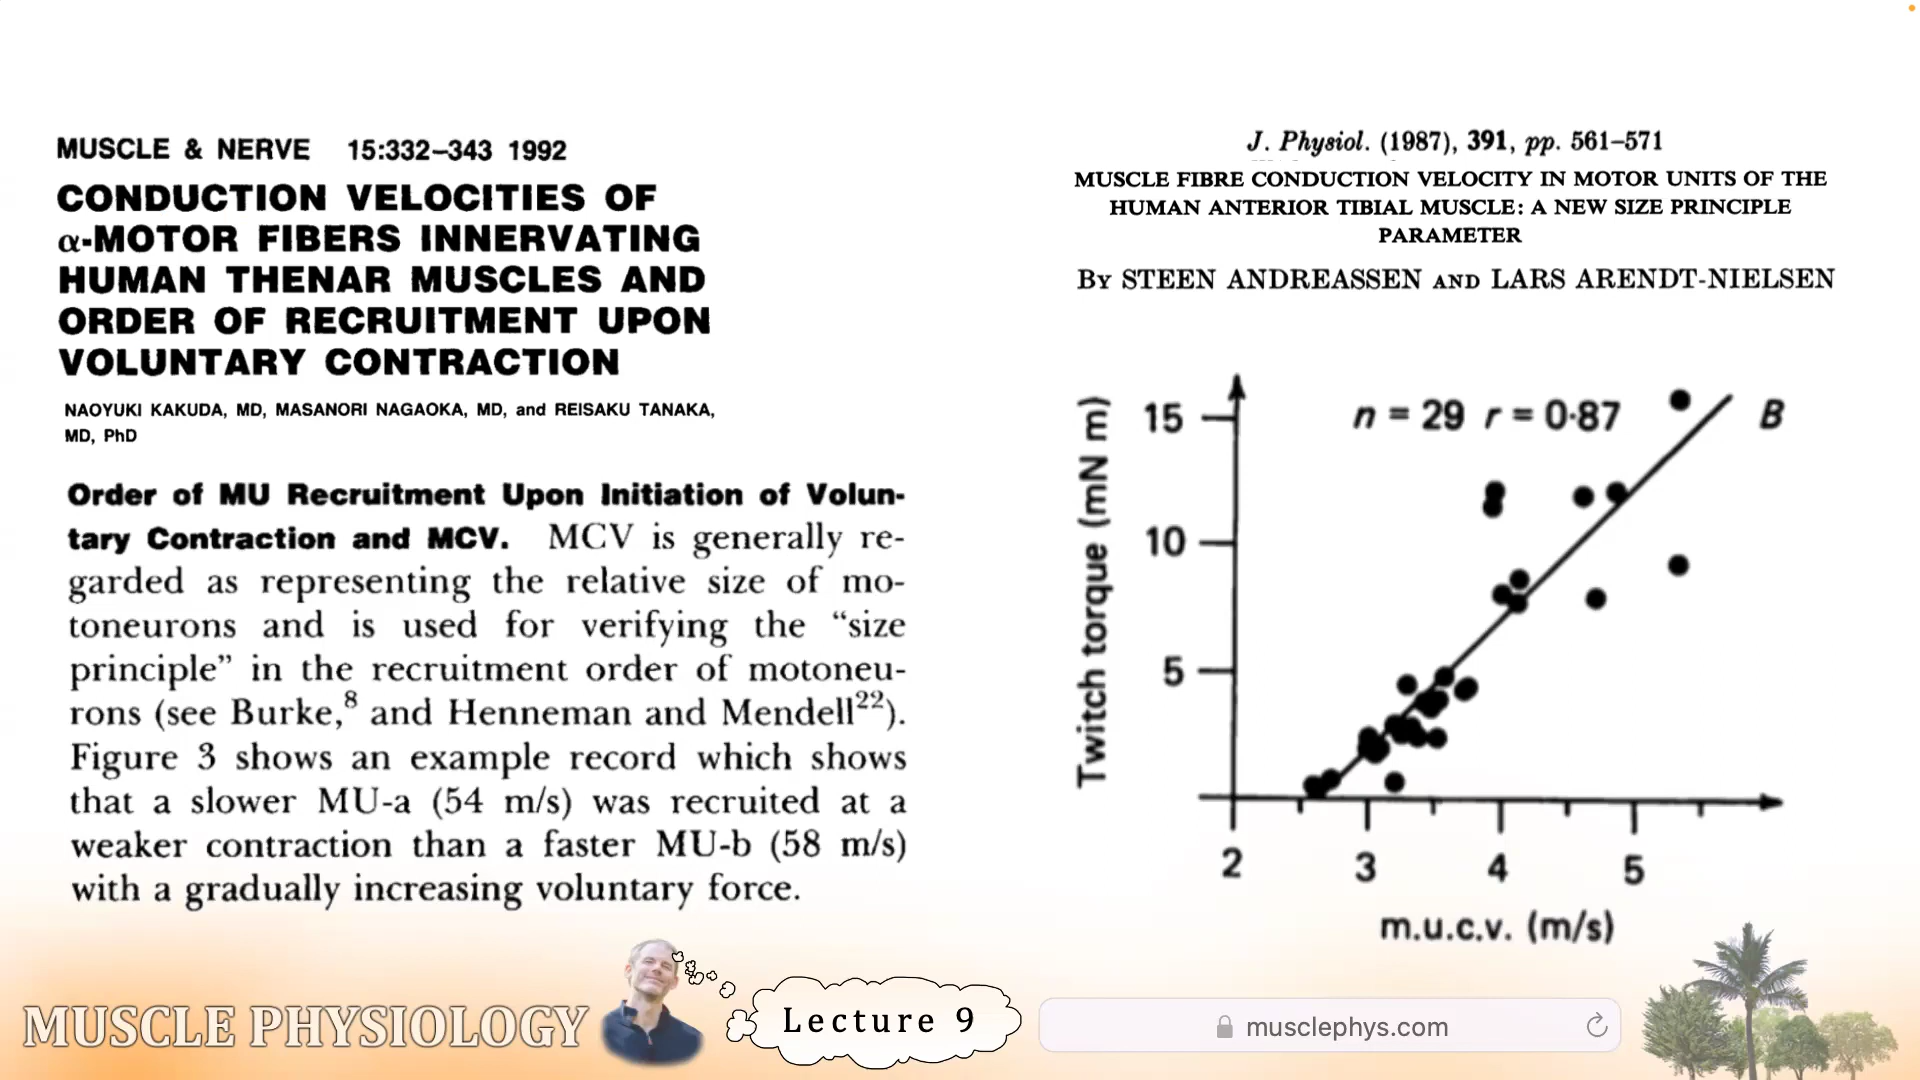 MUSCLE & NERVE 15:332–343 1992
CONDUCTION VELOCITIES OF
α-MOTOR FIBERS INNERVATING
HUMAN THENAR MUSCLES AND
ORDER OF RECRUITMENT UPON
VOLUNTARY CONTRACTION
NAOYUKI KAKUDA, MD, MASANORI NAGAOKA, MD, and REISAKU TANAKA,
MD, PhD
Order of MU Recruitment Upon Initiation of Volun-
tary Contraction and MCV. MCV is generally re-
garded as representing the relative size of mo-
toneurons and is used for verifying the “size
principle” in the recruitment order of motoneu-
rons (see Burke,⁸ and Henneman and Mendell²²).
Figure 3 shows an example record which shows
that a slower MU-a (54 m/s) was recruited at a
weaker contraction than a faster MU-b (58 m/s)
with a gradually increasing voluntary force.
J. Physiol. (1987), 391, pp. 561–571
MUSCLE FIBRE CONDUCTION VELOCITY IN MOTOR UNITS OF THE
HUMAN ANTERIOR TIBIAL MUSCLE: A NEW SIZE PRINCIPLE
PARAMETER
By STEEN ANDREASSEN AND LARS ARENDT-NIELSEN
n = 29 r = 0·87
B
Twitch torque (mN m)
15
10
5
2 3 4 5
m.u.c.v. (m/s)
MUSCLE PHYSIOLOGY
Lecture 9
musclephys.com